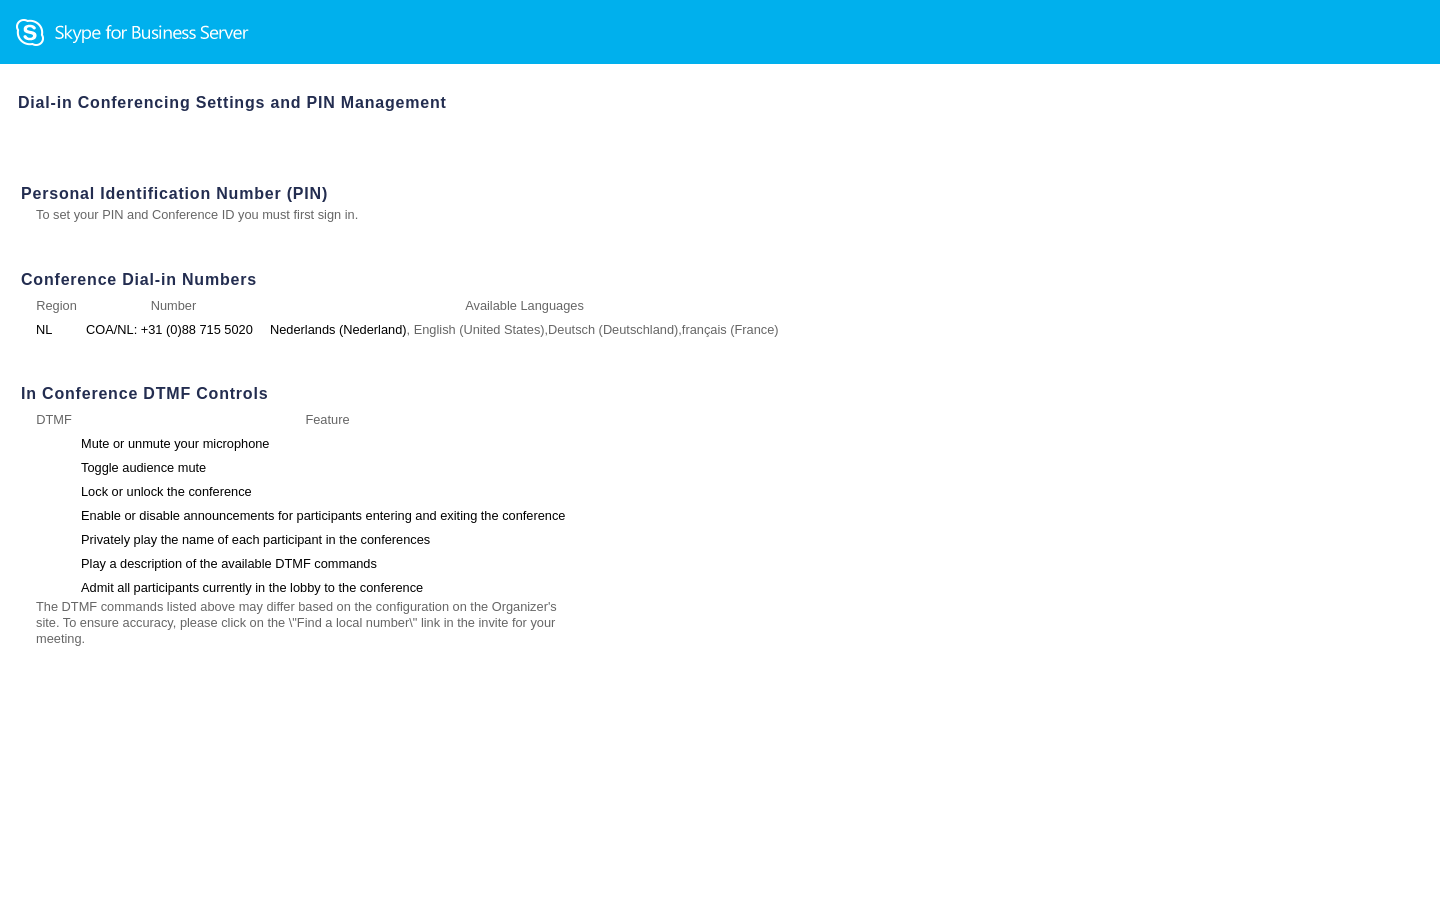 Skype for Business Server
Dial-in Conferencing Settings and PIN Management
Personal Identification Number (PIN)
To set your PIN and Conference ID you must first sign in.
Conference Dial-in Numbers
Region Number Available Languages
NL COA/NL: +31 (0)88 715 5020 Nederlands (Nederland), English (United States),Deutsch (Deutschland),français (France)
In Conference DTMF Controls
DTMF Feature
Mute or unmute your microphone
Toggle audience mute
Lock or unlock the conference
Enable or disable announcements for participants entering and exiting the conference
Privately play the name of each participant in the conferences
Play a description of the available DTMF commands
Admit all participants currently in the lobby to the conference
The DTMF commands listed above may differ based on the configuration on the Organizer's
site. To ensure accuracy, please click on the \"Find a local number\" link in the invite for your
meeting.